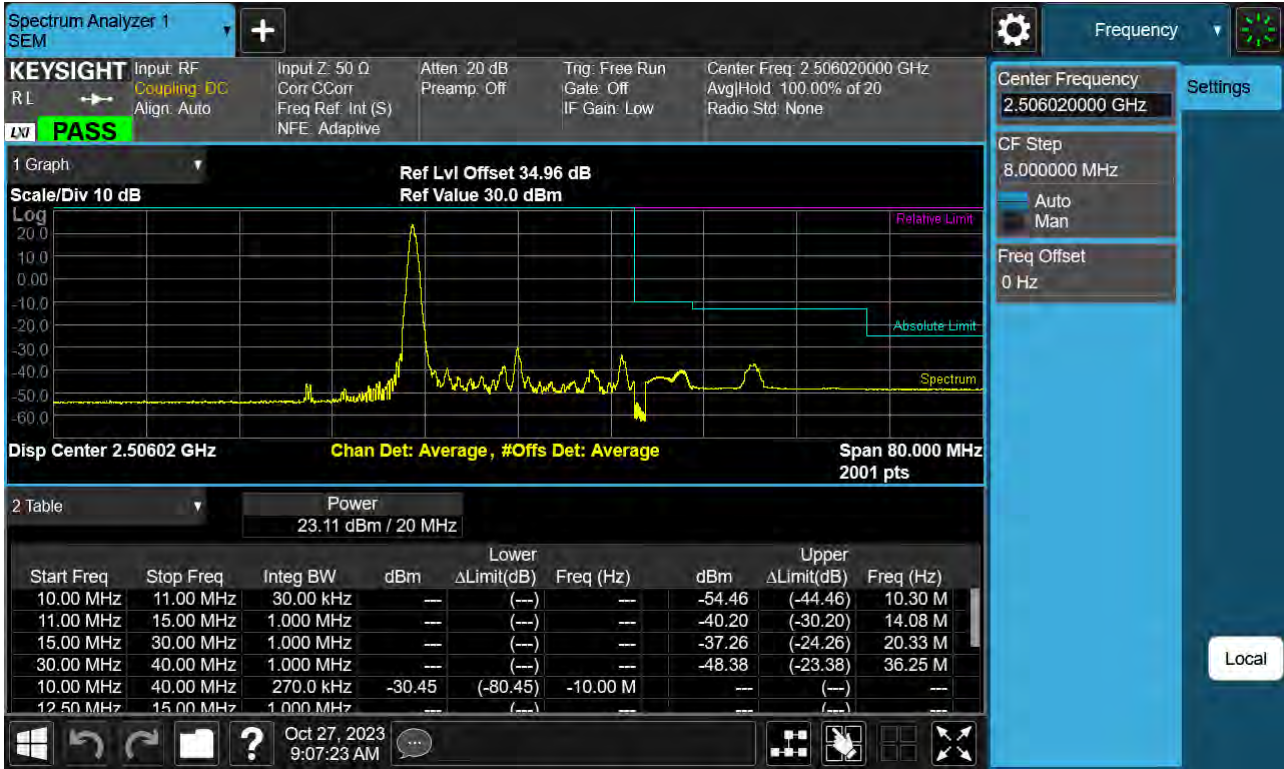 Spectrum Analyzer 1
SEM
Frequency
KEYSIGHT
RL
LXI
PASS
Input: RF
Coupling: DC
Align: Auto
Input Z: 50 Ω
Corr CCorr
Freq Ref: Int (S)
NFE: Adaptive
Atten: 20 dB
Preamp: Off
Trig: Free Run
Gate: Off
IF Gain: Low
Center Freq: 2.506020000 GHz
Avg|Hold: 100.00% of 20
Radio Std: None
Center Frequency
2.506020000 GHz
Settings
CF Step
8.000000 MHz
Auto
Man
Freq Offset
0 Hz
Local
1 Graph
Scale/Div 10 dB
Ref Lvl Offset 34.96 dB
Ref Value 30.0 dBm
Log
20.0
10.0
0.00
-10.0
-20.0
-30.0
-40.0
-50.0
-60.0
Relative Limit
Absolute Limit
Spectrum
Disp Center 2.50602 GHz
Chan Det: Average, #Offs Det: Average
Span 80.000 MHz
2001 pts
2 Table
Power
23.11 dBm / 20 MHz
Lower Upper
Start Freq Stop Freq Integ BW dBm ΔLimit(dB) Freq (Hz) dBm ΔLimit(dB) Freq (Hz)
10.00 MHz 11.00 MHz 30.00 kHz --- (---) --- -54.46 (-44.46) 10.30 M
11.00 MHz 15.00 MHz 1.000 MHz --- (---) --- -40.20 (-30.20) 14.08 M
15.00 MHz 30.00 MHz 1.000 MHz --- (---) --- -37.26 (-24.26) 20.33 M
30.00 MHz 40.00 MHz 1.000 MHz --- (---) --- -48.38 (-23.38) 36.25 M
10.00 MHz 40.00 MHz 270.0 kHz -30.45 (-80.45) -10.00 M --- (---) ---
12.50 MHz 15.00 MHz 1.000 MHz --- (---) --- --- (---) ---
Oct 27, 2023
9:07:23 AM